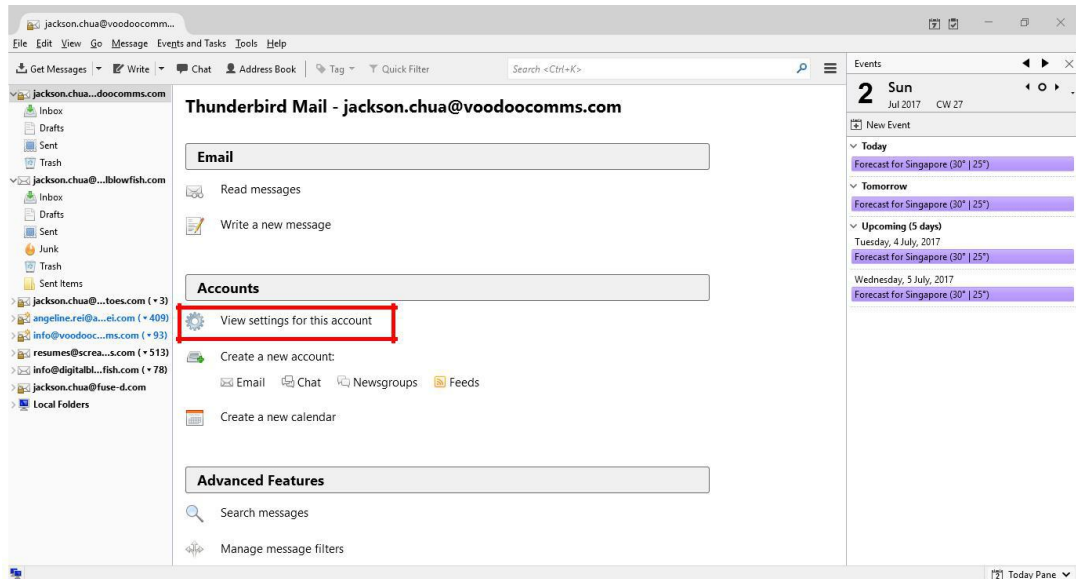 jackson.chua@voodoocomm...
File Edit View Go Message Events and Tasks Tools Help
Get Messages Write Chat Address Book Tag Quick Filter Search <Ctrl+K>
jackson.chua...doocomms.com
Inbox
Drafts
Sent
Trash
jackson.chua@...lblowfish.com
Inbox
Drafts
Sent
Junk
Trash
Sent Items
jackson.chua@...toes.com (▾ 3)
angeline.rei@a...ei.com (▾ 409)
info@voodooc...ms.com (▾ 93)
resumes@screa...s.com (▾ 513)
info@digitalbl...fish.com (▾ 78)
jackson.chua@fuse-d.com
Local Folders
Thunderbird Mail - jackson.chua@voodoocomms.com
Email
Read messages
Write a new message
Accounts
View settings for this account
Create a new account:
Email Chat Newsgroups Feeds
Create a new calendar
Advanced Features
Search messages
Manage message filters
Events
2 Sun
Jul 2017 CW 27
New Event
Today
Forecast for Singapore (30° | 25°)
Tomorrow
Forecast for Singapore (30° | 25°)
Upcoming (5 days)
Tuesday, 4 July, 2017
Forecast for Singapore (30° | 25°)
Wednesday, 5 July, 2017
Forecast for Singapore (30° | 25°)
2 Today Pane